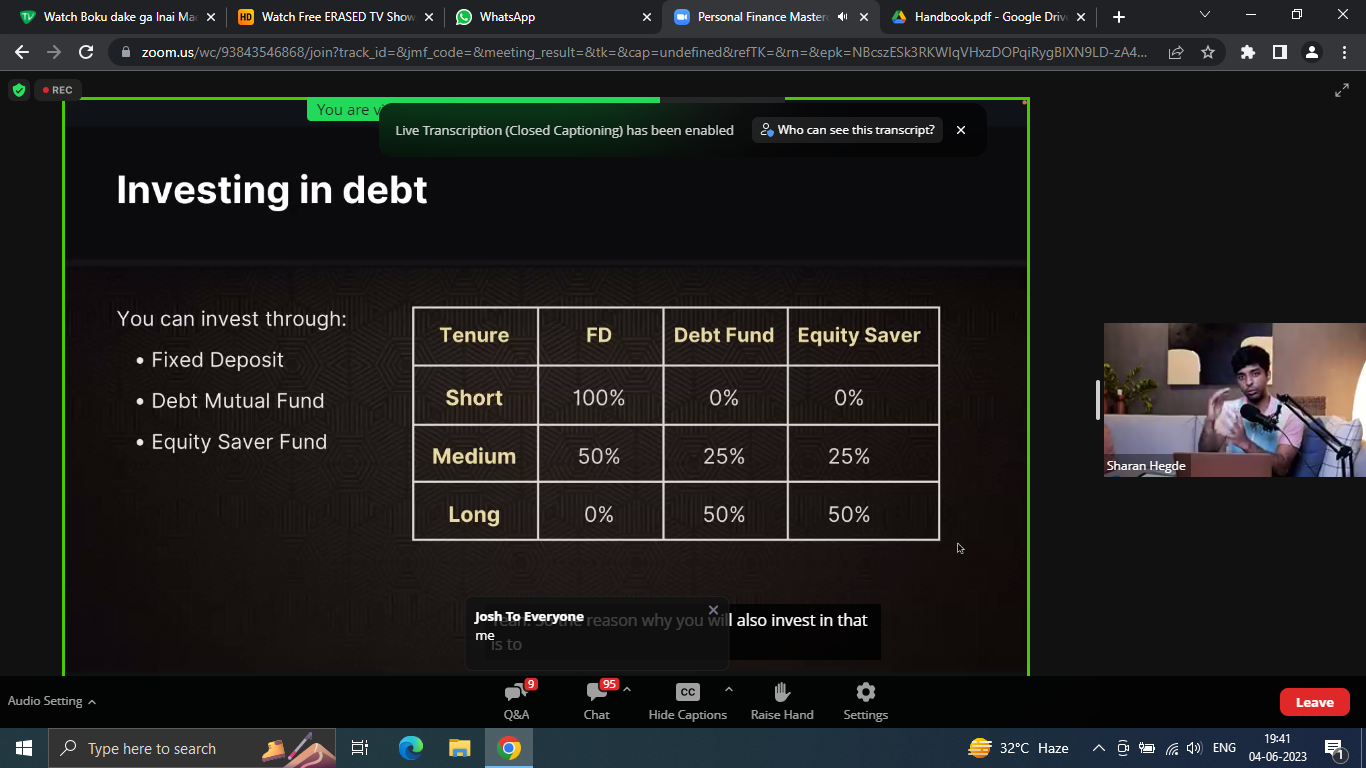 Watch Boku dake ga Inai Ma
Watch Free ERASED TV Show
WhatsApp
Personal Finance Master
Handbook.pdf - Google Driv
zoom.us/wc/93843546868/join?track_id=&jmf_code=&meeting_result=&tk=&cap=undefined&refTK=&rn=&epk=NBcszESk3RKWIqVHxzDOPqiRygBIXN9LD-zA4...
REC
You are vi
Live Transcription (Closed Captioning) has been enabled
Who can see this transcript?
Investing in debt
You can invest through:
• Fixed Deposit
• Debt Mutual Fund
• Equity Saver Fund
Tenure FD Debt Fund Equity Saver
Short 100% 0% 0%
Medium 50% 25% 25%
Long 0% 50% 50%
Sharan Hegde
Josh To Everyone
me
Yeah. So the reason why you will also invest in that
is to
Audio Setting
9
Q&A
95
Chat
CC
Hide Captions
Raise Hand
Settings
Leave
Type here to search
32°C Haze
ENG
19:41
04-06-2023
1